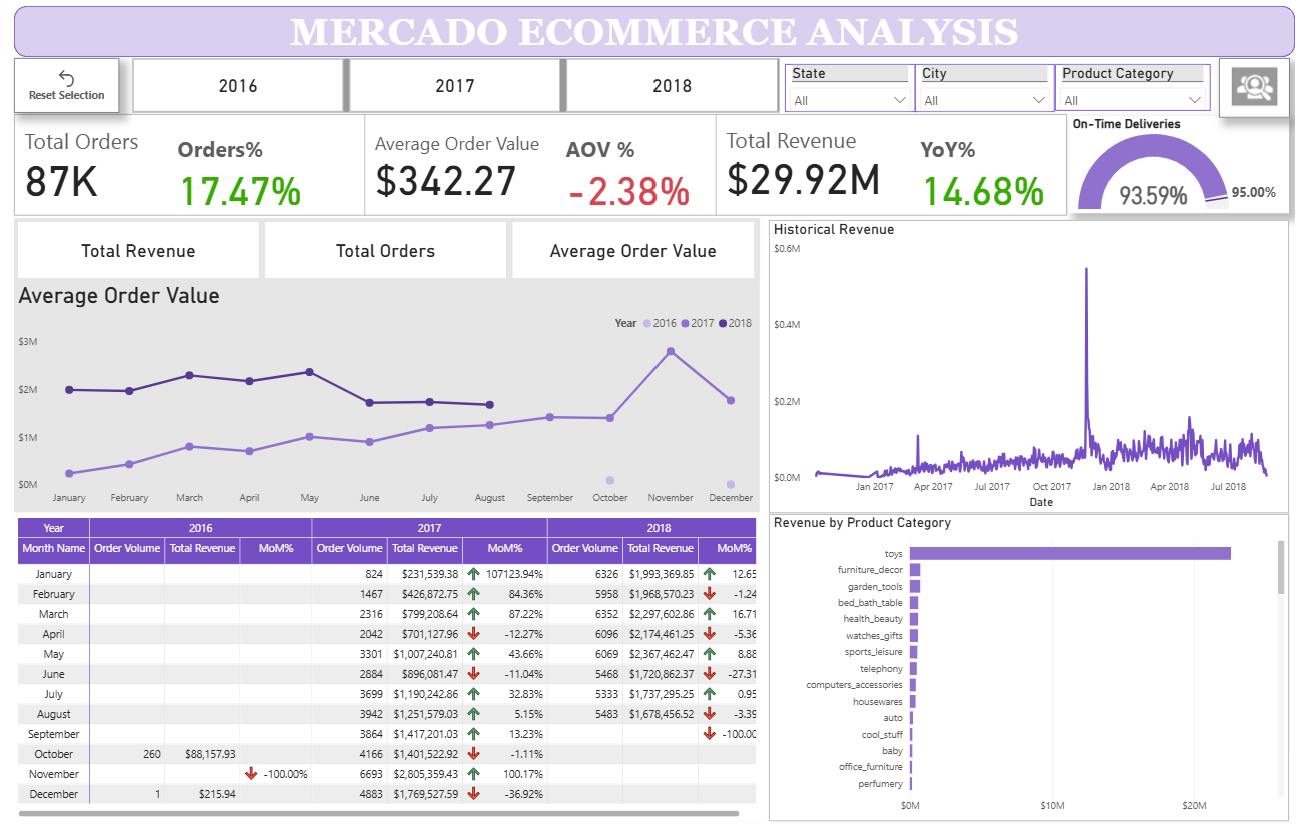 MERCADO ECOMMERCE ANALYSIS
Reset Selection
2016
2017
2018
State
All
City
All
Product Category
All
Total Orders
87K
Orders%
17.47%
Average Order Value
$342.27
AOV %
-2.38%
Total Revenue
$29.92M
YoY%
14.68%
On-Time Deliveries
93.59%
95.00%
Total Revenue
Total Orders
Average Order Value
Average Order Value
Year 2016 2017 2018
$3M
$2M
$1M
$0M
January February March April May June July August September October November December
Year 2016 2017 2018
Month Name Order Volume Total Revenue MoM% Order Volume Total Revenue MoM% Order Volume Total Revenue MoM%
January 824 $231,539.38 107123.94% 6326 $1,993,369.85 12.65
February 1467 $426,872.75 84.36% 5958 $1,968,570.23 -1.24
March 2316 $799,208.64 87.22% 6352 $2,297,602.86 16.71
April 2042 $701,127.96 -12.27% 6096 $2,174,461.25 -5.36
May 3301 $1,007,240.81 43.66% 6069 $2,367,462.47 8.88
June 2884 $896,081.47 -11.04% 5468 $1,720,862.37 -27.31
July 3699 $1,190,242.86 32.83% 5333 $1,737,295.25 0.95
August 3942 $1,251,579.03 5.15% 5483 $1,678,456.52 -3.39
September 3864 $1,417,201.03 13.23% -100.00
October 260 $88,157.93 4166 $1,401,522.92 -1.11%
November -100.00% 6693 $2,805,359.43 100.17%
December 1 $215.94 4883 $1,769,527.59 -36.92%
Historical Revenue
$0.6M
$0.4M
$0.2M
$0.0M
Jan 2017 Apr 2017 Jul 2017 Oct 2017 Jan 2018 Apr 2018 Jul 2018
Date
Revenue by Product Category
toys
furniture_decor
garden_tools
bed_bath_table
health_beauty
watches_gifts
sports_leisure
telephony
computers_accessories
housewares
auto
cool_stuff
baby
office_furniture
perfumery
$0M $10M $20M